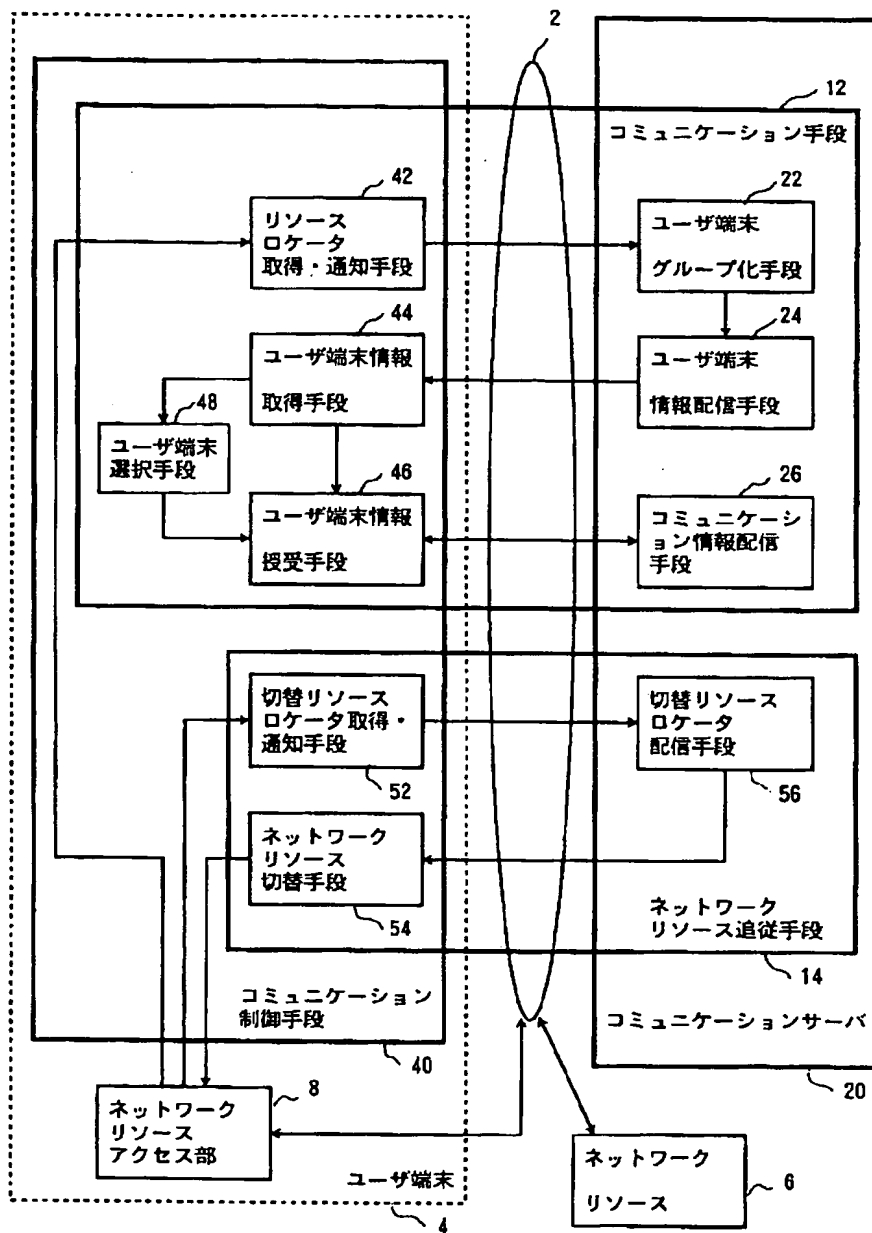 2
12
コミュニケーション手段
42
リソース
ロケータ
取得・通知手段
22
ユーザ端末
グループ化手段
44
ユーザ端末情報
取得手段
24
ユーザ端末
情報配信手段
48
ユーザ端末
選択手段
46
ユーザ端末情報
授受手段
26
コミュニケーシ
ョン情報配信
手段
切替リソース
ロケータ取得・
通知手段
52
切替リソース
ロケータ
配信手段
56
ネットワーク
リソース
切替手段
54
ネットワーク
リソース追従手段
14
コミュニケーション
制御手段
40
コミュニケーションサーバ
20
8
ネットワーク
リソース
アクセス部
ユーザ端末
4
ネットワーク
リソース
6